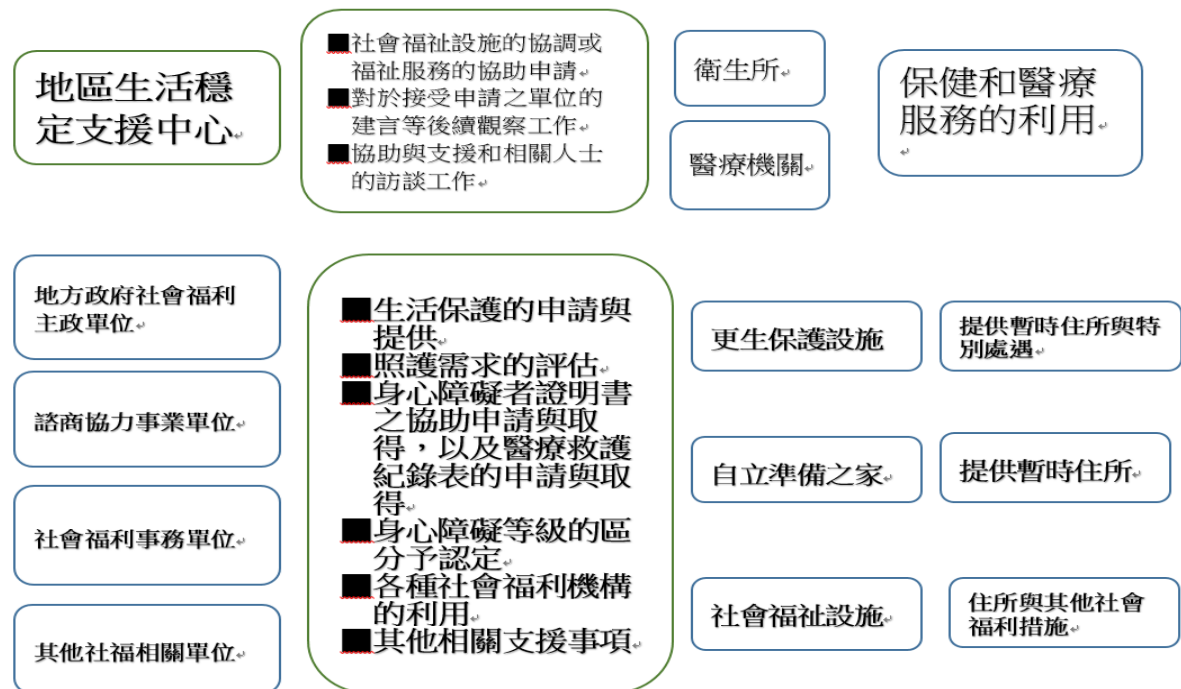 地區生活穩
定支援中心
■社會福祉設施的協調或
福祉服務的協助申請
■對於接受申請之單位的
建言等後續觀察工作
■協助與支援和相關人士
的訪談工作
衛生所
醫療機關
保健和醫療
服務的利用
地方政府社會福利
主政單位
諮商協力事業單位
社會福利事務單位
其他社福相關單位
■生活保護的申請與
提供
■照護需求的評估
■身心障礙者證明書
之協助申請與取
得，以及醫療救護
紀錄表的申請與取
得
■身心障礙等級的區
分予認定
■各種社會福利機構
的利用
■其他相關支援事項
更生保護設施
提供暫時住所與特
別處遇
自立準備之家
提供暫時住所
社會福祉設施
住所與其他社會
福利措施